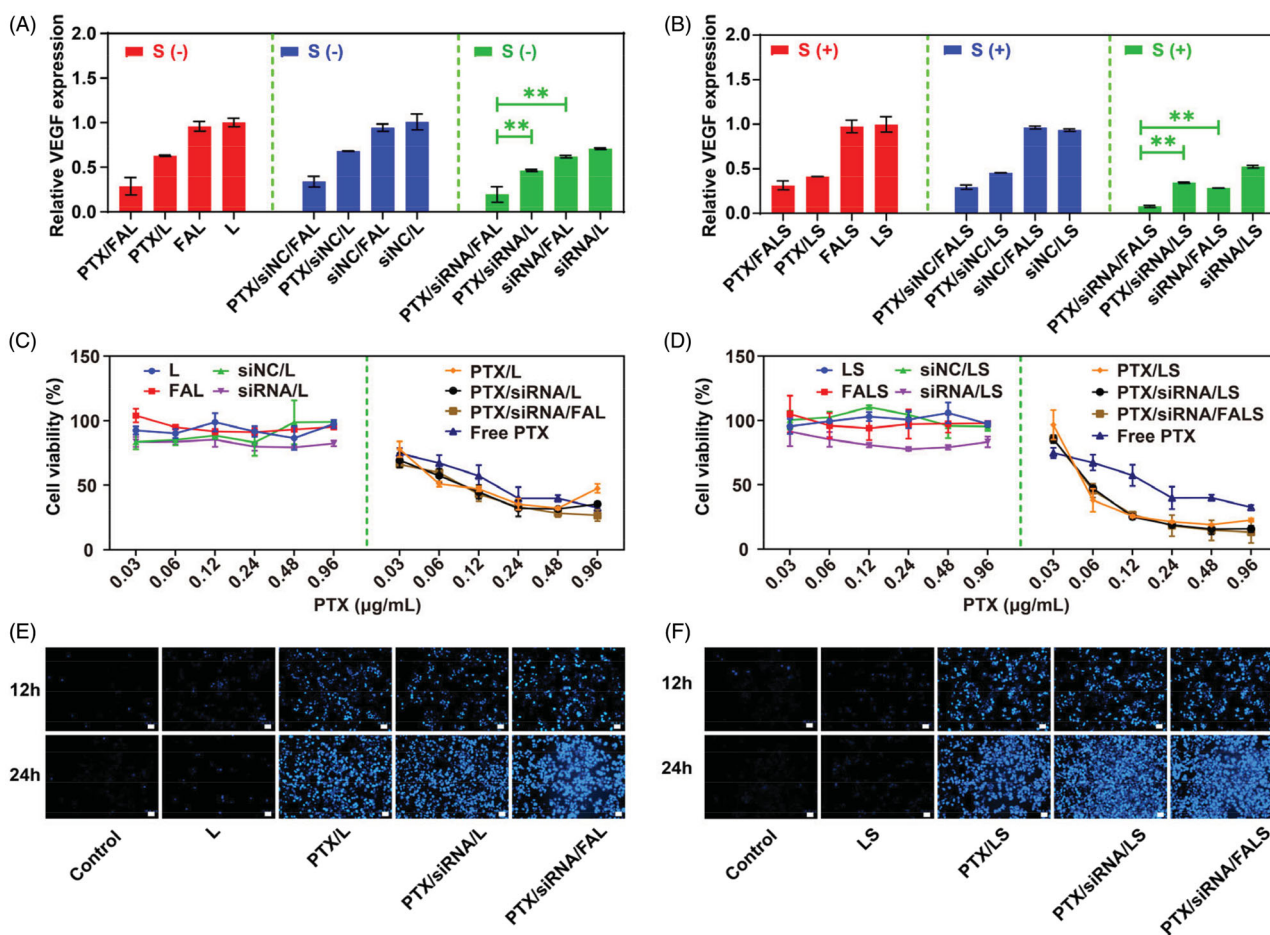 (A)
Relative VEGF expression
2.0
1.5
1.0
0.5
0.0
S (-)
S (-)
S (-)
**
**
PTX/FAL
PTX/L
FAL
L
PTX/siNC/FAL
PTX/siNC/L
siNC/FAL
siNC/L
PTX/siRNA/FAL
PTX/siRNA/L
siRNA/FAL
siRNA/L
(B)
Relative VEGF expression
2.0
1.5
1.0
0.5
0.0
S (+)
S (+)
S (+)
**
**
PTX/FALS
PTX/LS
FALS
LS
PTX/siNC/FALS
PTX/siNC/LS
siNC/FALS
siNC/LS
PTX/siRNA/FALS
PTX/siRNA/LS
siRNA/FALS
siRNA/LS
(C)
Cell viability (%)
150
100
50
0
L
siNC/L
FAL
siRNA/L
PTX/L
PTX/siRNA/L
PTX/siRNA/FAL
Free PTX
0.03
0.06
0.12
0.24
0.48
0.96
0.03
0.06
0.12
0.24
0.48
0.96
PTX (μg/mL)
(D)
Cell viability (%)
150
100
50
0
LS
siNC/LS
FALS
siRNA/LS
PTX/LS
PTX/siRNA/LS
PTX/siRNA/FALS
Free PTX
0.03
0.06
0.12
0.24
0.48
0.96
0.03
0.06
0.12
0.24
0.48
0.96
PTX (μg/mL)
(E)
12h
24h
Control
L
PTX/L
PTX/siRNA/L
PTX/siRNA/FAL
(F)
12h
24h
Control
LS
PTX/LS
PTX/siRNA/LS
PTX/siRNA/FALS